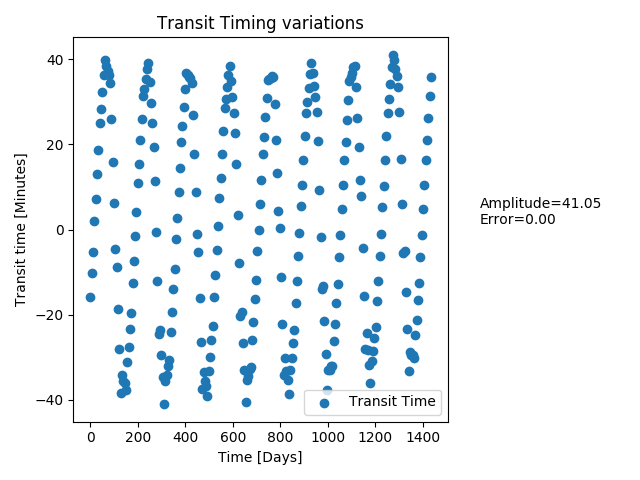 Transit Timing variations
40
20
0
−20
−40
Transit time [Minutes]
Amplitude=41.05
Error=0.00
Transit Time
0 200 400 600 800 1000 1200 1400
Time [Days]